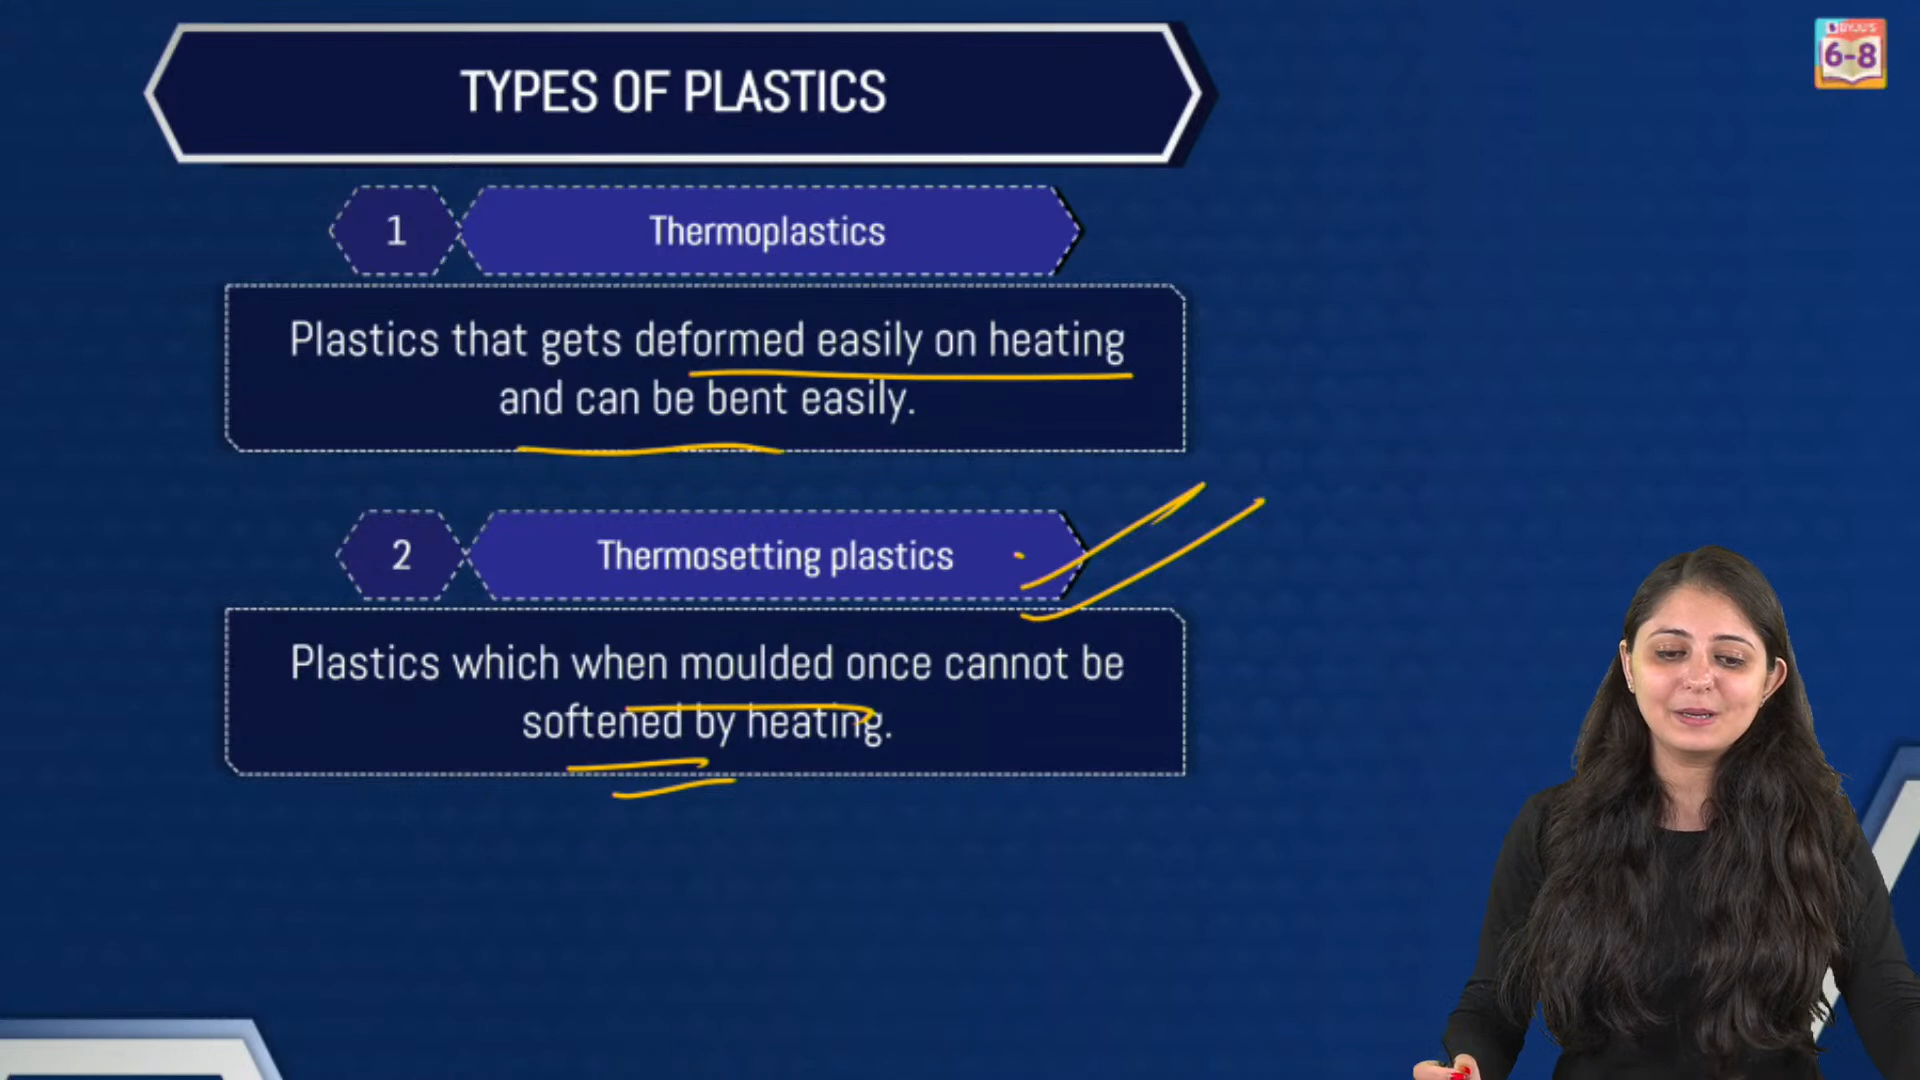 BYJU'S
6-8
TYPES OF PLASTICS
1
Thermoplastics
Plastics that gets deformed easily on heating
and can be bent easily.
2
Thermosetting plastics
Plastics which when moulded once cannot be
softened by heating.